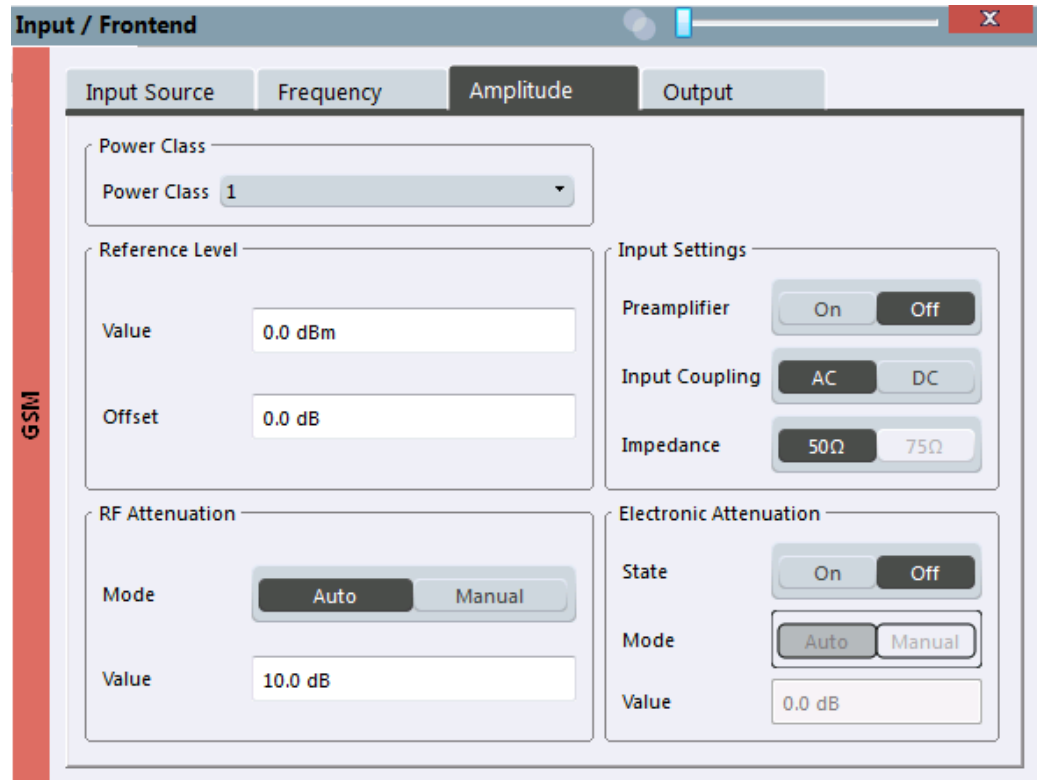 Input / Frontend
X
Input Source Frequency Amplitude Output
GSM
Power Class
Power Class 1
Reference Level
Value 0.0 dBm
Offset 0.0 dB
Input Settings
Preamplifier On Off
Input Coupling AC DC
Impedance 50Ω 75Ω
RF Attenuation
Mode Auto Manual
Value 10.0 dB
Electronic Attenuation
State On Off
Mode Auto Manual
Value 0.0 dB